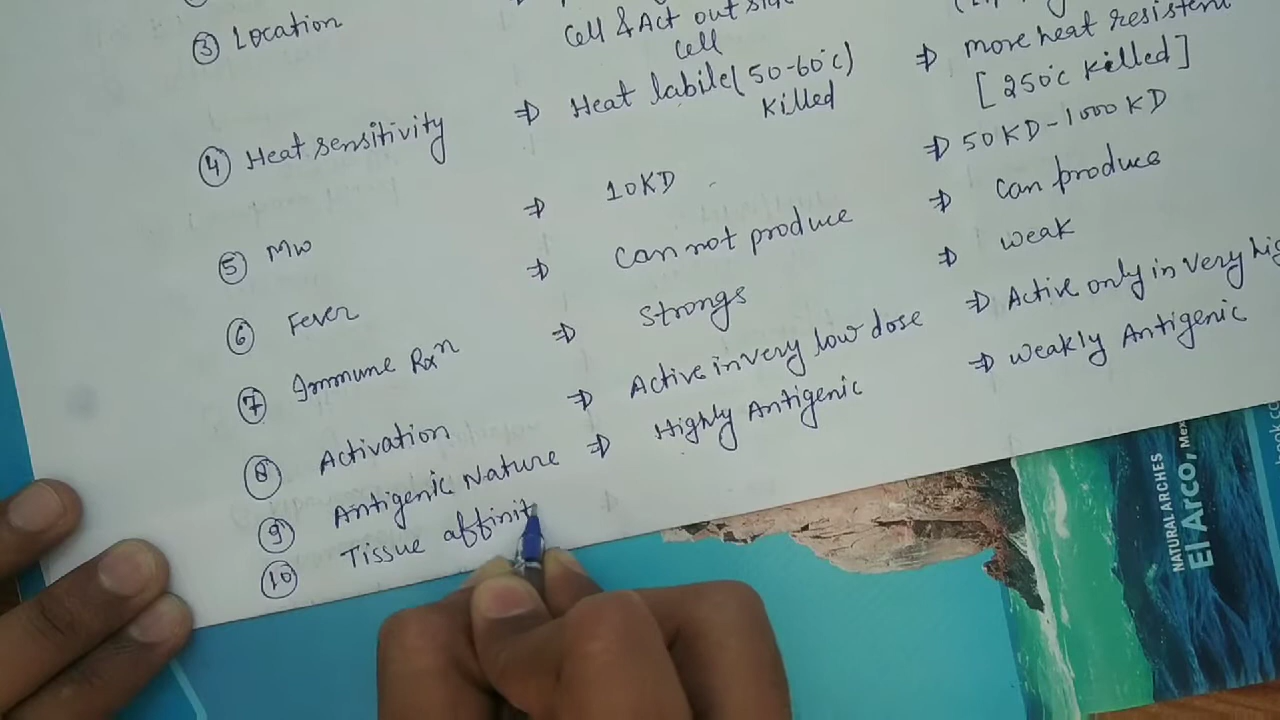 ③ Location
Cell & Act out side
Cell
④ Heat sensitivity ⇒ Heat labile (50-60°c) ⇒ more heat resistent
Killed [250°c Killed]
⑤ MW ⇒ 10KD ⇒ 50KD-1000KD
⑥ Fever ⇒ Can not produce ⇒ Can produce
⑦ Immune Rxn ⇒ Strongs ⇒ weak
⑧ Activation ⇒ Active in very low dose ⇒ Active only in very hig
⑨ Antigenic Nature ⇒ Highly Antigenic ⇒ weakly Antigenic
⑩ Tissue affinit
NATURAL ARCHES
El Arco, Mex